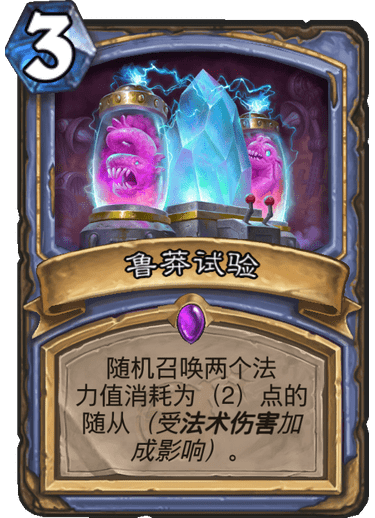 3
鲁莽试验
随机召唤两个法
力值消耗为（2）点的
随从（受法术伤害加
成影响）。